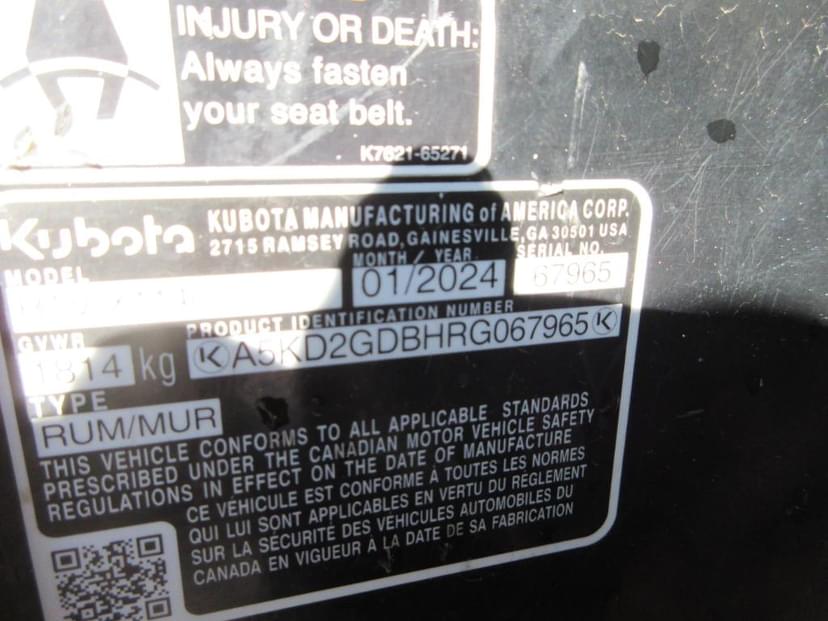 INJURY OR DEATH:
Always fasten
your seat belt.
K7621-65271
Kubota
KUBOTA MANUFACTURING of AMERICA CORP.
2715 RAMSEY ROAD, GAINESVILLE, GA 30501 USA
MODEL
MONTH / YEAR
01/2024
SERIAL NO.
67965
GVWR
1814 kg
PRODUCT IDENTIFICATION NUMBER
A5KD2GDBHRG067965
TYPE
RUM/MUR
THIS VEHICLE CONFORMS TO ALL APPLICABLE STANDARDS
PRESCRIBED UNDER THE CANADIAN MOTOR VEHICLE SAFETY
REGULATIONS IN EFFECT ON THE DATE OF MANUFACTURE
CE VÉHICULE EST CONFORME À TOUTES LES NORMES
QUI LUI SONT APPLICABLES EN VERTU DU RÈGLEMENT
SUR LA SÉCURITÉ DES VÉHICULES AUTOMOBILES DU
CANADA EN VIGUEUR À LA DATE DE SA FABRICATION